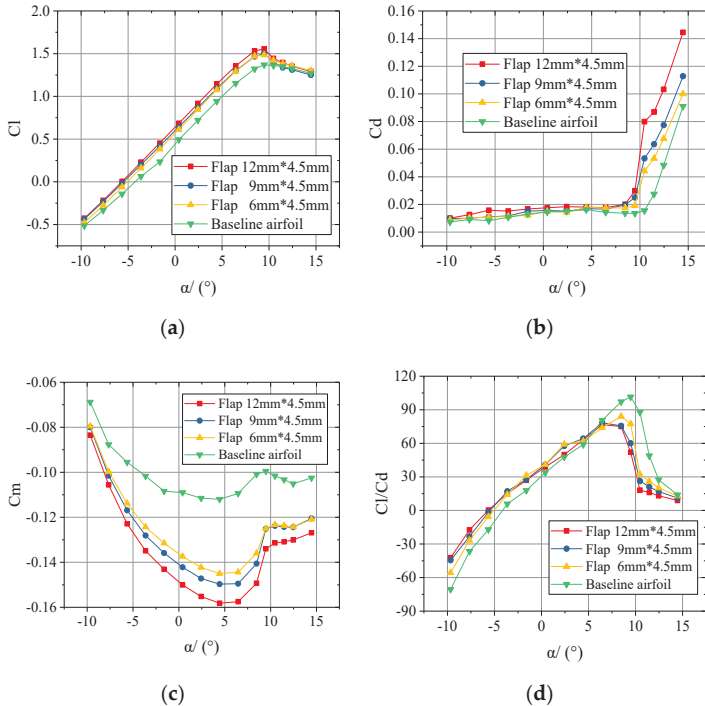 2.0
1.5
1.0
0.5
0.0
-0.5
Cl
Flap 12mm*4.5mm
Flap 9mm*4.5mm
Flap 6mm*4.5mm
Baseline airfoil
-10 -5 0 5 10 15
α/ (°)
(a)
0.16
0.14
0.12
0.10
0.08
0.06
0.04
0.02
0.00
Cd
Flap 12mm*4.5mm
Flap 9mm*4.5mm
Flap 6mm*4.5mm
Baseline airfoil
-10 -5 0 5 10 15
α/ (°)
(b)
-0.06
-0.08
-0.10
-0.12
-0.14
-0.16
Cm
Flap 12mm*4.5mm
Flap 9mm*4.5mm
Flap 6mm*4.5mm
Baseline airfoil
-10 -5 0 5 10 15
α/ (°)
(c)
120
90
60
30
0
-30
-60
-90
Cl/Cd
Flap 12mm*4.5mm
Flap 9mm*4.5mm
Flap 6mm*4.5mm
Baseline airfoil
-10 -5 0 5 10 15
α/ (°)
(d)